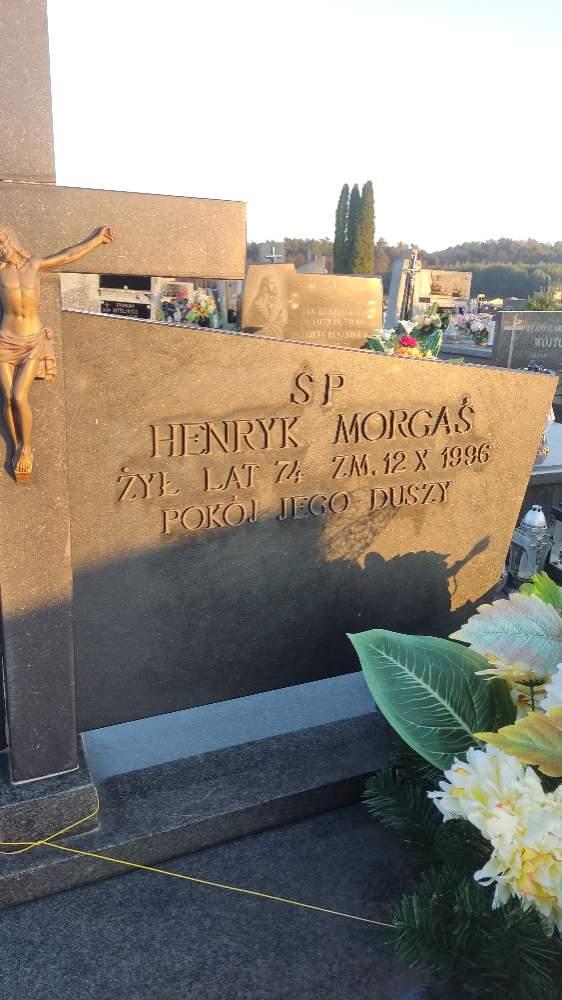 Ś P
HENRYK MORGAŚ
ŻYŁ LAT 74 ZM. 12 X 1996
POKÓJ JEGO DUSZY